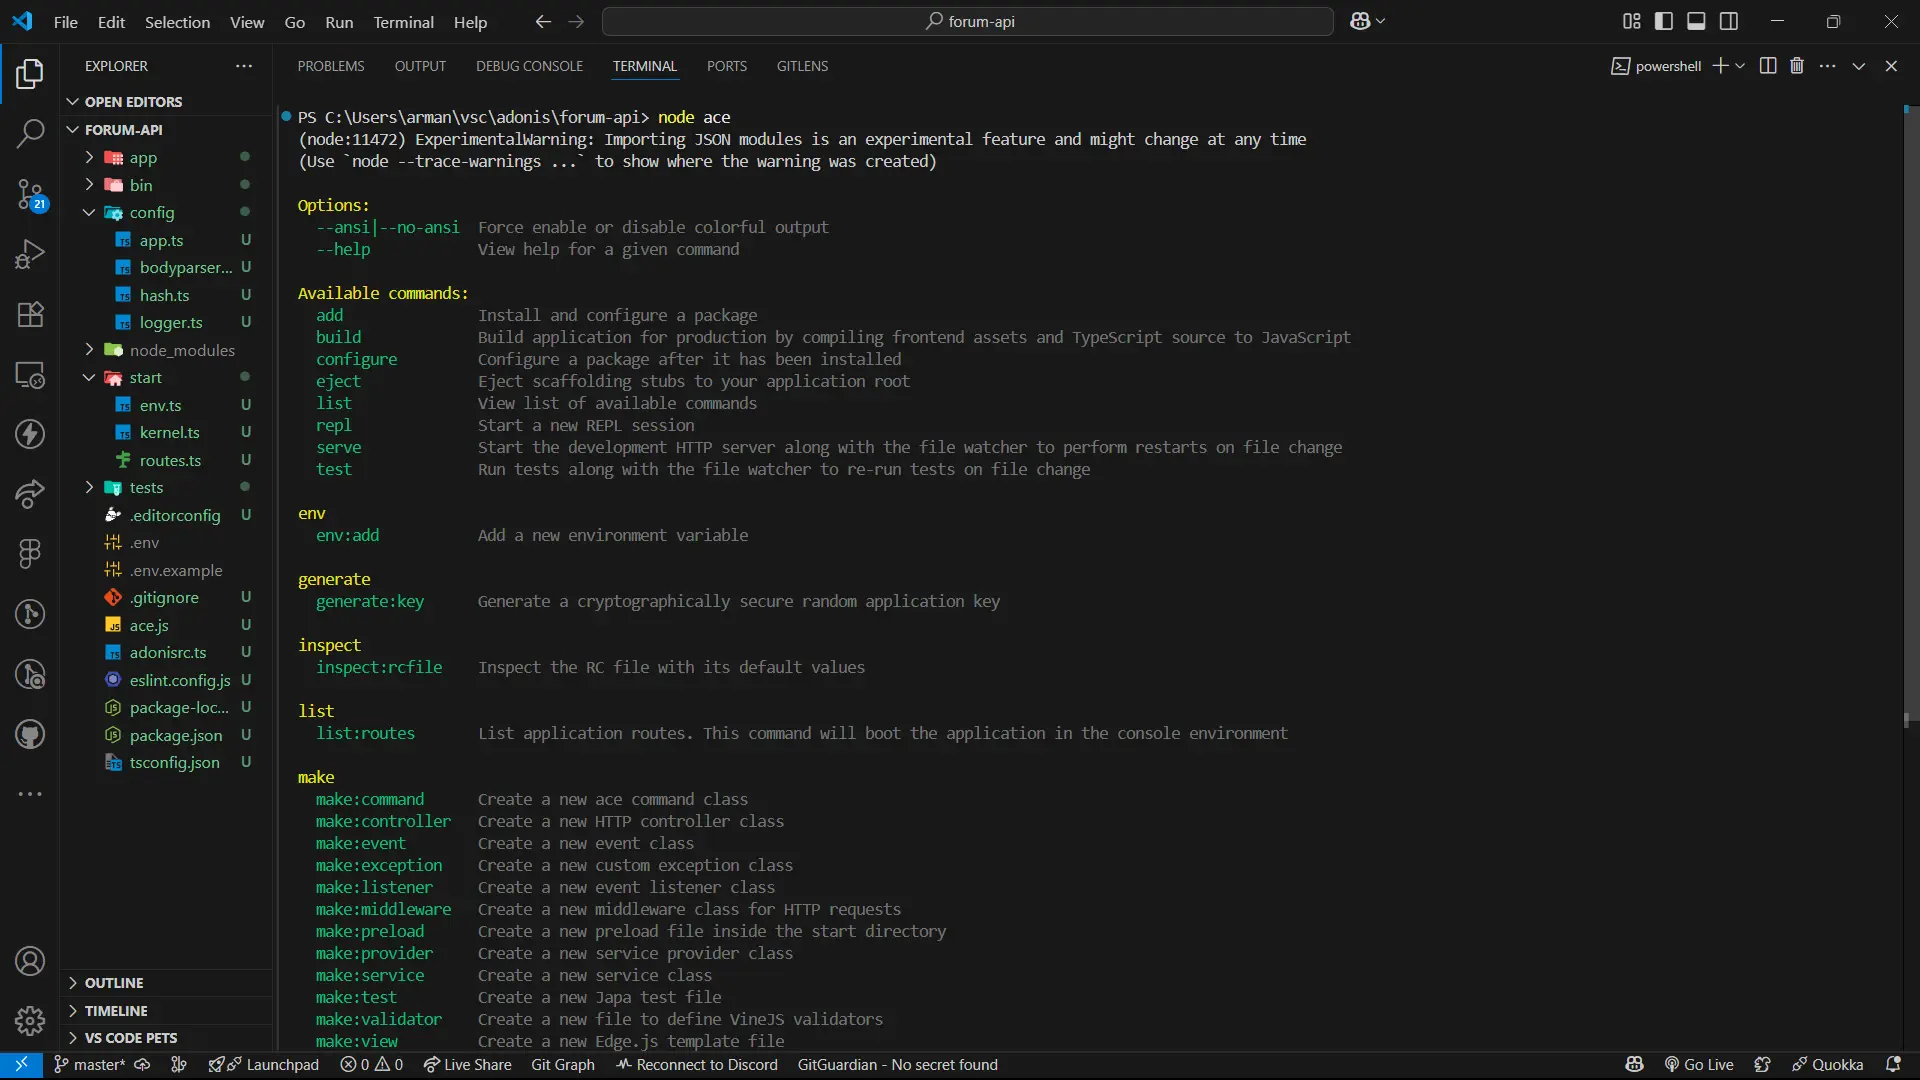 File Edit Selection View Go Run Terminal Help
forum-api
EXPLORER
PROBLEMS OUTPUT DEBUG CONSOLE TERMINAL PORTS GITLENS
powershell
OPEN EDITORS
FORUM-API
app
bin
config
app.ts U
bodyparser... U
hash.ts U
logger.ts U
node_modules
start
env.ts U
kernel.ts U
routes.ts U
tests
.editorconfig U
.env
.env.example
.gitignore U
ace.js U
adonisrc.ts U
eslint.config.js U
package-loc... U
package.json U
tsconfig.json U
OUTLINE
TIMELINE
VS CODE PETS
21
PS C:\Users\arman\vsc\adonis\forum-api> node ace
(node:11472) ExperimentalWarning: Importing JSON modules is an experimental feature and might change at any time
(Use `node --trace-warnings ...` to show where the warning was created)
Options:
--ansi|--no-ansi Force enable or disable colorful output
--help View help for a given command
Available commands:
add Install and configure a package
build Build application for production by compiling frontend assets and TypeScript source to JavaScript
configure Configure a package after it has been installed
eject Eject scaffolding stubs to your application root
list View list of available commands
repl Start a new REPL session
serve Start the development HTTP server along with the file watcher to perform restarts on file change
test Run tests along with the file watcher to re-run tests on file change
env
env:add Add a new environment variable
generate
generate:key Generate a cryptographically secure random application key
inspect
inspect:rcfile Inspect the RC file with its default values
list
list:routes List application routes. This command will boot the application in the console environment
make
make:command Create a new ace command class
make:controller Create a new HTTP controller class
make:event Create a new event class
make:exception Create a new custom exception class
make:listener Create a new event listener class
make:middleware Create a new middleware class for HTTP requests
make:preload Create a new preload file inside the start directory
make:provider Create a new service provider class
make:service Create a new service class
make:test Create a new Japa test file
make:validator Create a new file to define VineJS validators
make:view Create a new Edge.js template file
master* Launchpad 0 0 Live Share Git Graph Reconnect to Discord GitGuardian - No secret found Go Live Quokka